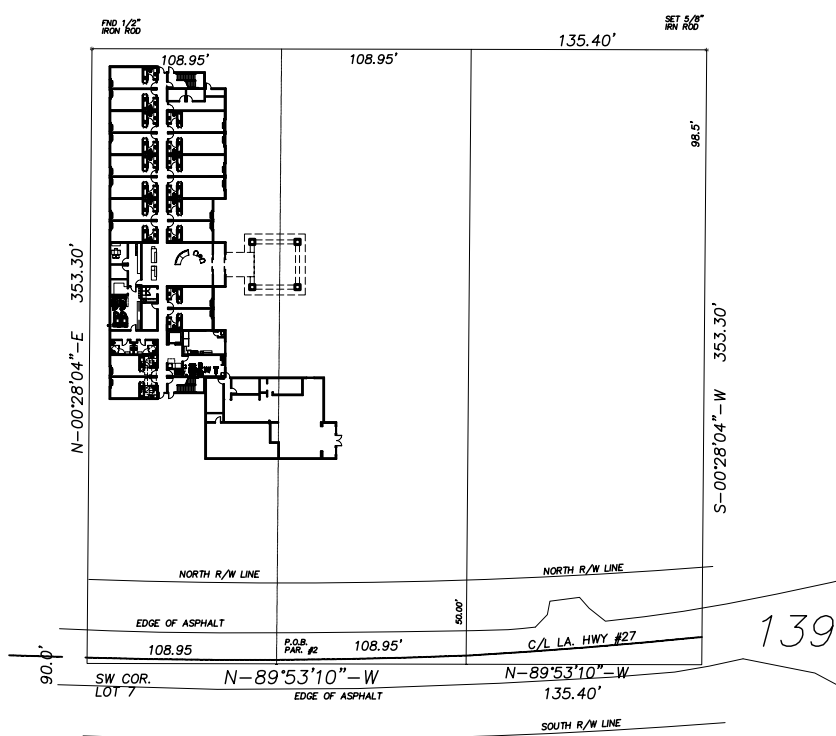 FND 1/2"
IRON ROD
SET 5/8"
IRN ROD
108.95'
108.95'
135.40'
98.5'
N-00°28'04"-E 353.30'
S-00°28'04"-W 353.30'
NORTH R/W LINE
NORTH R/W LINE
EDGE OF ASPHALT
50.00'
108.95
P.O.B.
PAR. #2
108.95'
C/L LA. HWY #27
139
90.0'
SW COR.
LOT 7
N-89°53'10"-W
N-89°53'10"-W
EDGE OF ASPHALT
135.40'
SOUTH R/W LINE